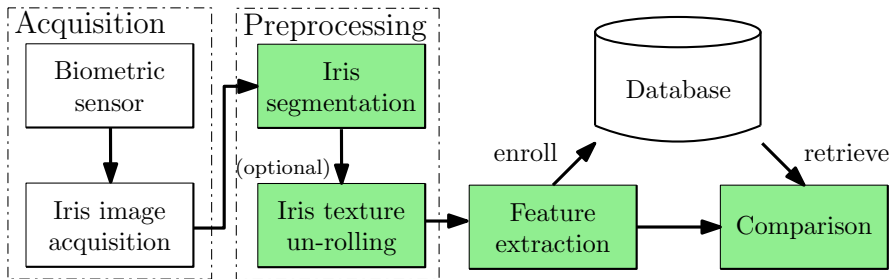 Acquisition
Biometric
sensor
Iris image
acquisition
Preprocessing
Iris
segmentation
(optional)
Iris texture
un-rolling
Feature
extraction
enroll
Database
retrieve
Comparison